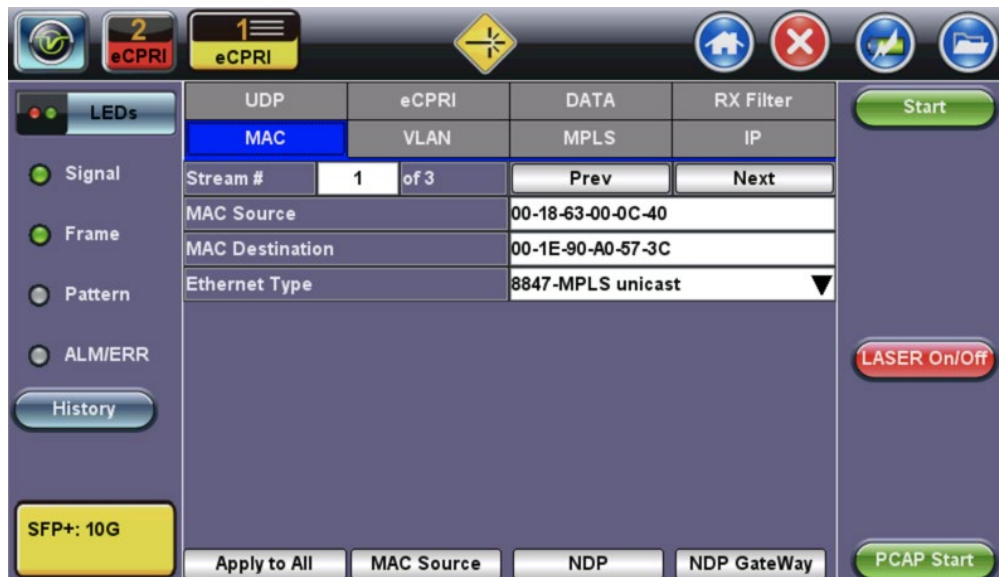 2
eCPRI
1
eCPRI
LEDs
Signal
Frame
Pattern
ALM/ERR
History
SFP+: 10G
UDP eCPRI DATA RX Filter
MAC VLAN MPLS IP
Stream # 1 of 3 Prev Next
MAC Source 00-18-63-00-0C-40
MAC Destination 00-1E-90-A0-57-3C
Ethernet Type 8847-MPLS unicast
Apply to All MAC Source NDP NDP GateWay
Start
LASER On/Off
PCAP Start